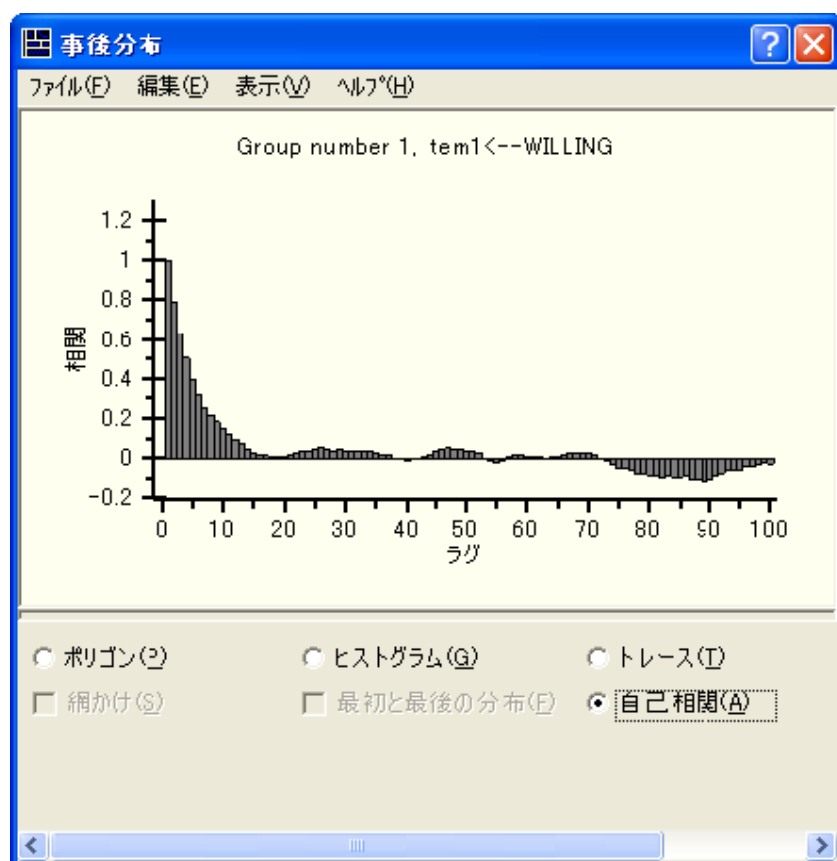 事後分布
ファイル(F) 編集(E) 表示(V) ヘルプ(H)
Group number 1, tem1<--WILLING
1.2
1
0.8
0.6
0.4
0.2
0
-0.2
相関
0 10 20 30 40 50 60 70 80 90 100
ラグ
ポリゴン(P) ヒストグラム(G) トレース(T)
網かけ(S) 最初と最後の分布(F) 自己相関(A)